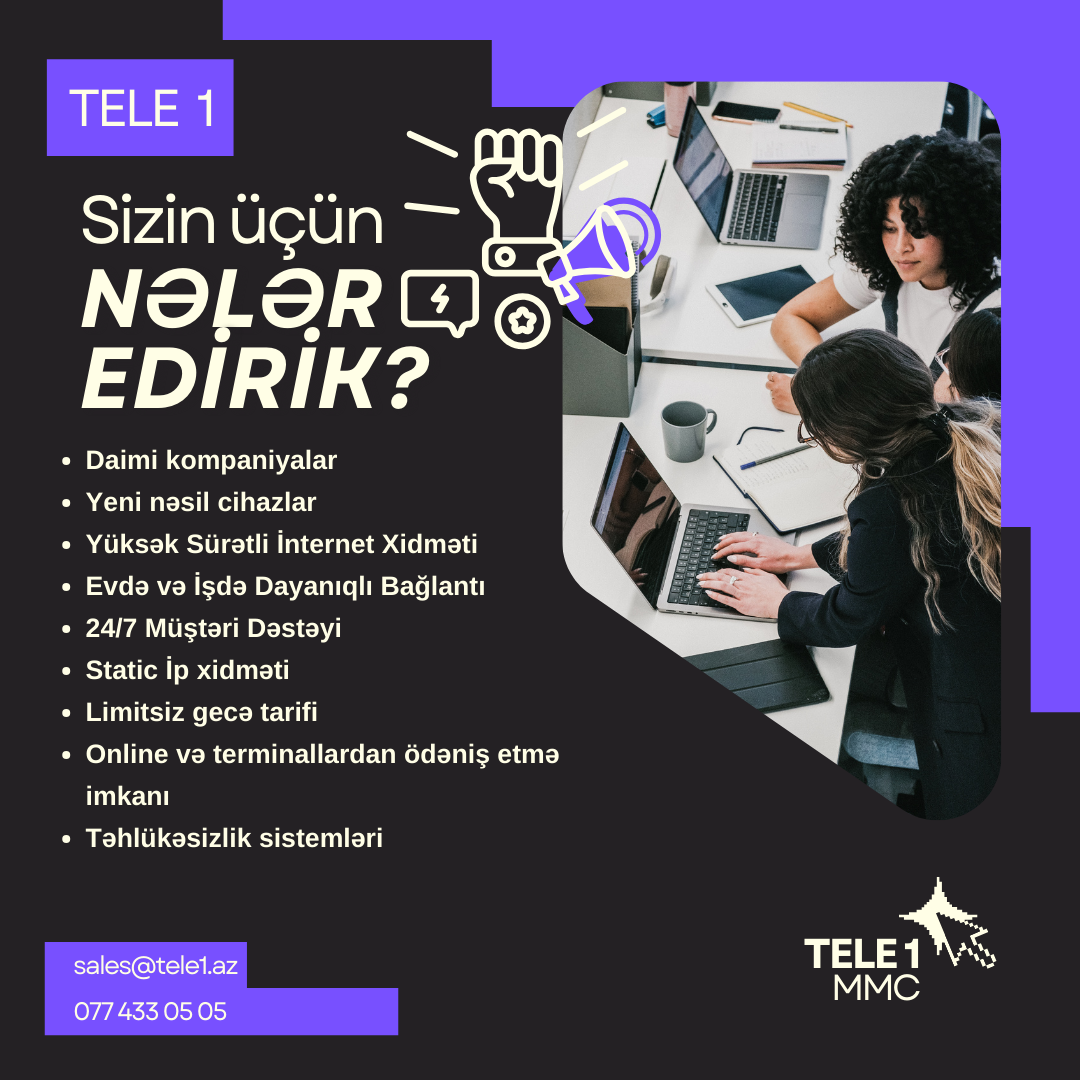 TELE 1
Sizin üçün
NƏLƏR
EDİRİK?
• Daimi kompaniyalar
• Yeni nəsil cihazlar
• Yüksək Sürətli İnternet Xidməti
• Evdə və İşdə Dayanıqlı Bağlantı
• 24/7 Müştəri Dəstəyi
• Static İp xidməti
• Limitsiz gecə tarifi
• Online və terminallardan ödəniş etmə
imkanı
• Təhlükəsizlik sistemləri
sales@tele1.az
077 433 05 05
TELE 1
MMC